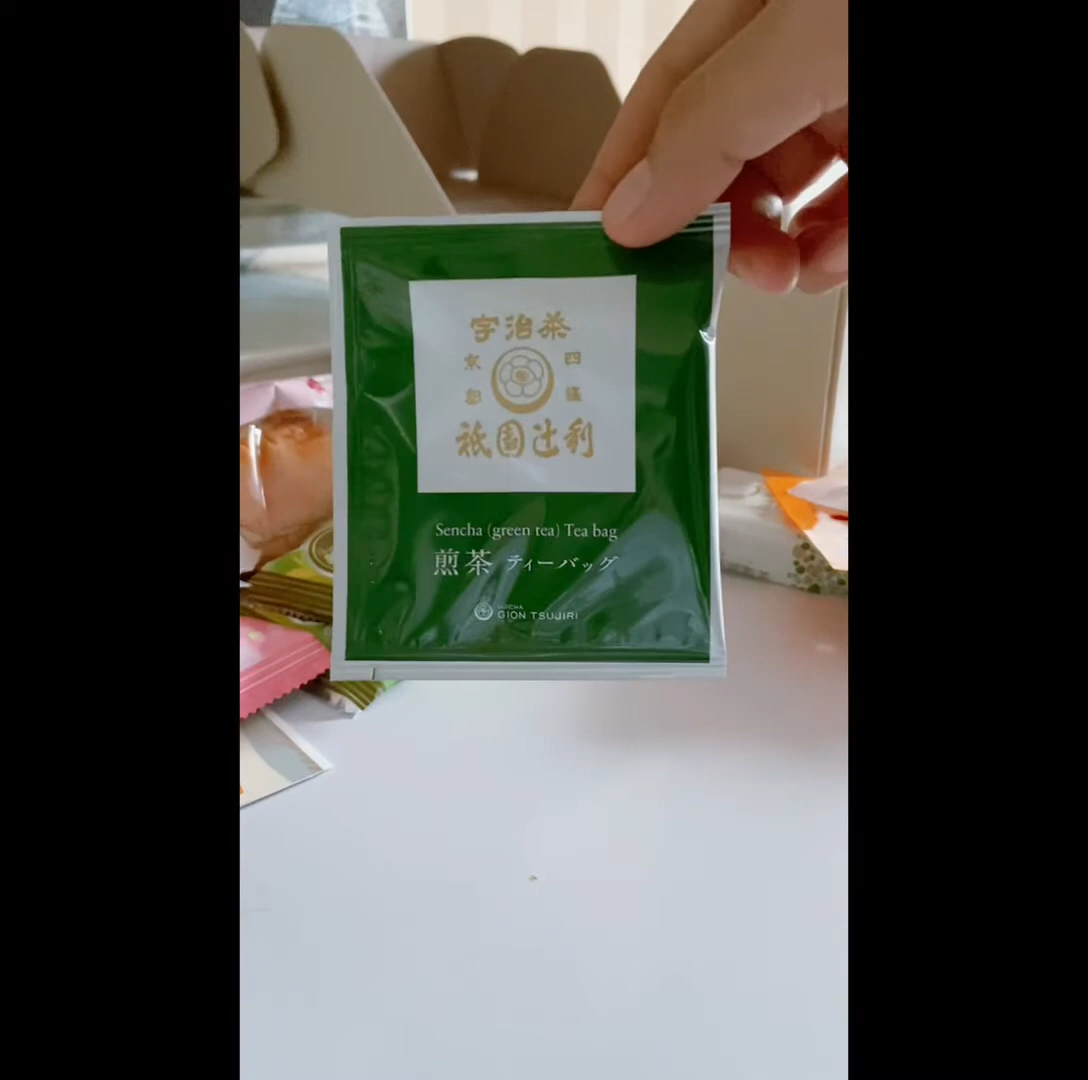 宇治茶
京都 四條
祇園辻利
Sencha (green tea) Tea bag
煎茶 ティーバッグ
GION TSUJIRI